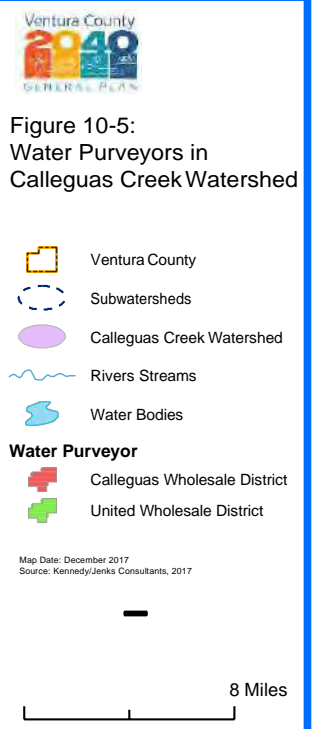 Ventura County
2040
GENERAL PLAN
Figure 10-5:
Water Purveyors in
Calleguas Creek Watershed
Ventura County
Subwatersheds
Calleguas Creek Watershed
Rivers Streams
Water Bodies
Water Purveyor
Calleguas Wholesale District
United Wholesale District
Map Date: December 2017
Source: Kennedy/Jenks Consultants, 2017
8 Miles